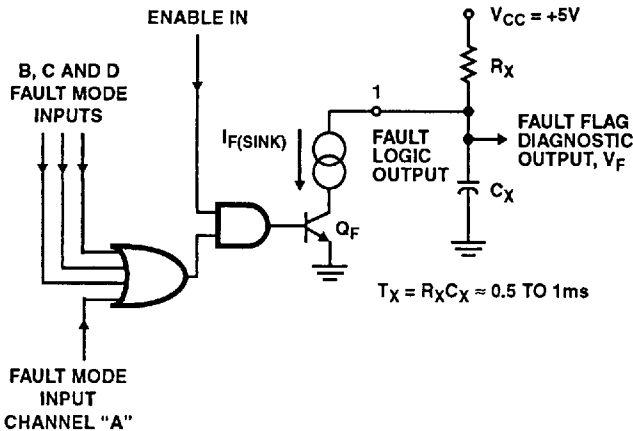 ENABLE IN
V_CC = +5V
B, C AND D
FAULT MODE
INPUTS
R_X
1
I_F(SINK)
FAULT
LOGIC
OUTPUT
FAULT FLAG
DIAGNOSTIC
OUTPUT, V_F
C_X
Q_F
T_X = R_XC_X ≈ 0.5 TO 1ms
FAULT MODE
INPUT
CHANNEL “A”